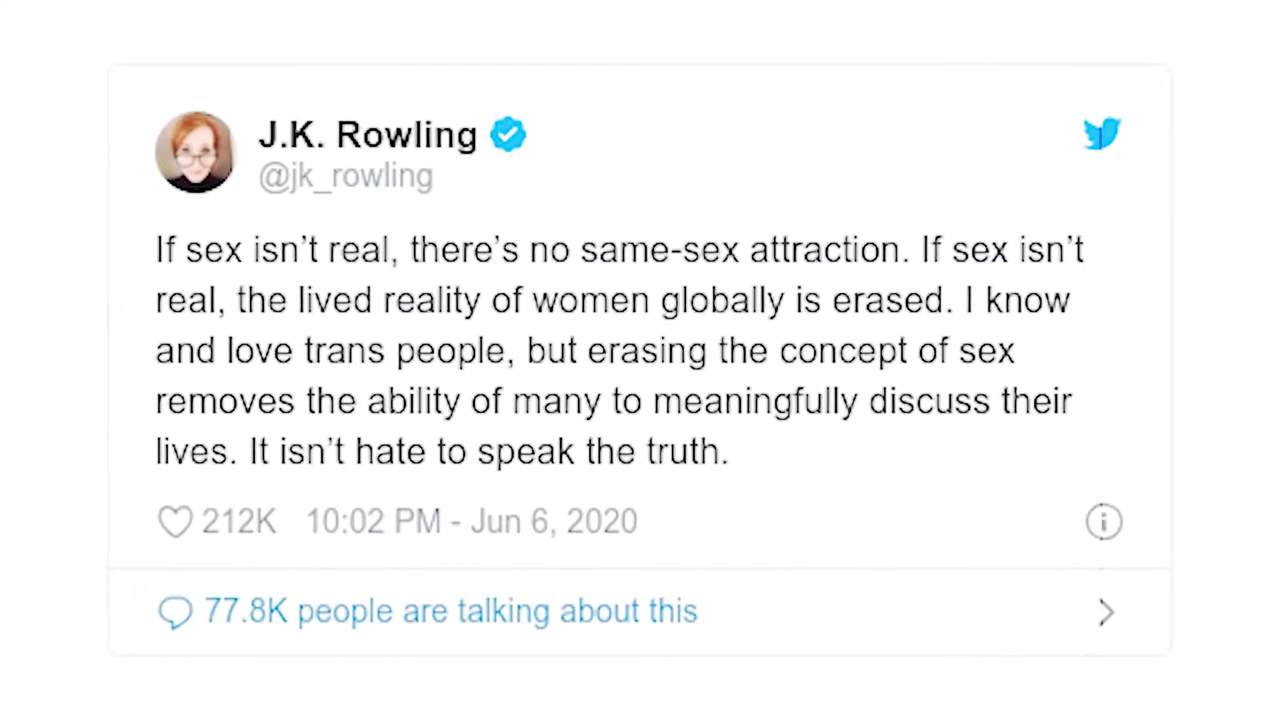 J.K. Rowling
@jk_rowling
If sex isn’t real, there’s no same-sex attraction. If sex isn’t
real, the lived reality of women globally is erased. I know
and love trans people, but erasing the concept of sex
removes the ability of many to meaningfully discuss their
lives. It isn’t hate to speak the truth.
212K 10:02 PM - Jun 6, 2020
77.8K people are talking about this